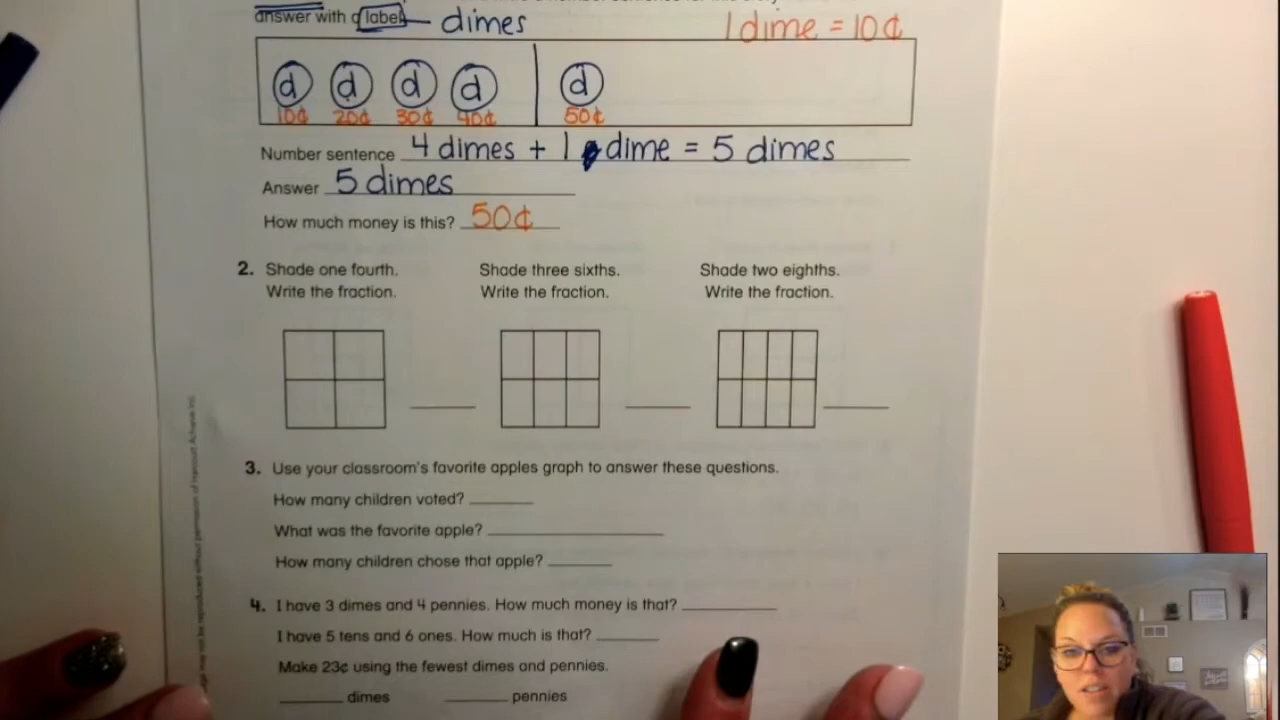 answer with a label dimes
1 dime = 10¢
d d d d d
10¢ 20¢ 30¢ 40¢ 50¢
Number sentence 4 dimes + 1 dime = 5 dimes
Answer 5 dimes
How much money is this? 50¢
2. Shade one fourth. Shade three sixths. Shade two eighths.
Write the fraction. Write the fraction. Write the fraction.
3. Use your classroom's favorite apples graph to answer these questions.
How many children voted?
What was the favorite apple?
How many children chose that apple?
4. I have 3 dimes and 4 pennies. How much money is that?
I have 5 tens and 6 ones. How much is that?
Make 23¢ using the fewest dimes and pennies.
dimes pennies